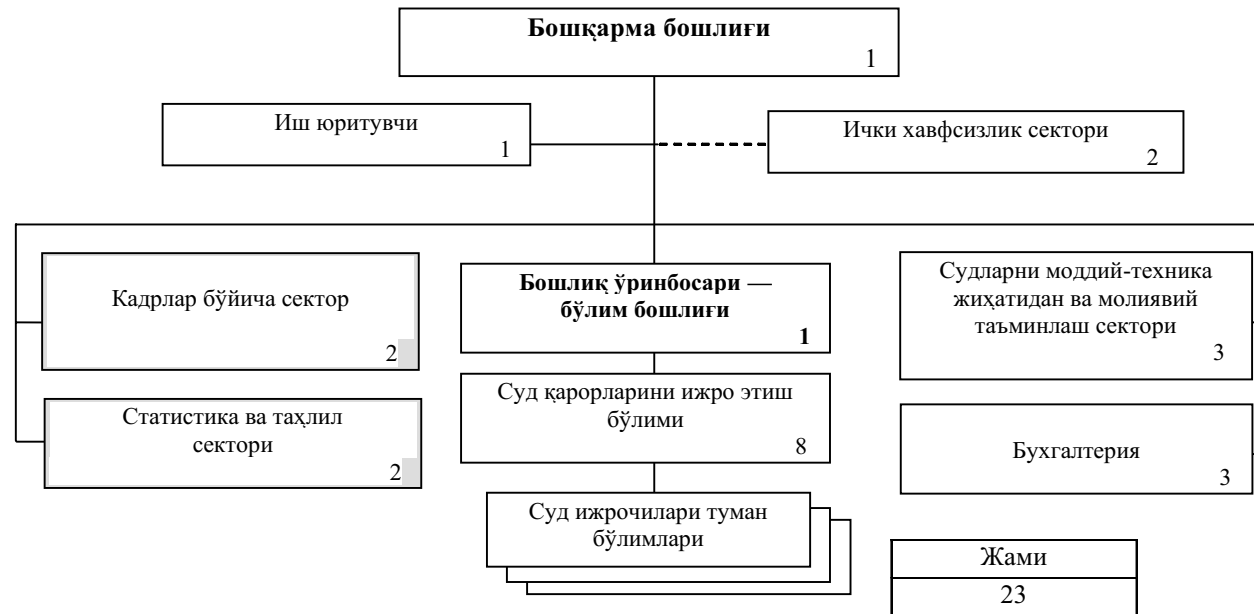 Бошқарма бошлиғи
1
Иш юритувчи
1
Ички хавфсизлик сектори
2
Кадрлар бўйича сектор
2
Бошлиқ ўринбосари —
бўлим бошлиғи
1
Судларни моддий-техника
жиҳатидан ва молиявий
таъминлаш сектори
3
Статистика ва таҳлил
сектори
2
Суд қарорларини ижро этиш
бўлими
8
Бухгалтерия
3
Суд ижрочилари туман
бўлимлари
Жами
23